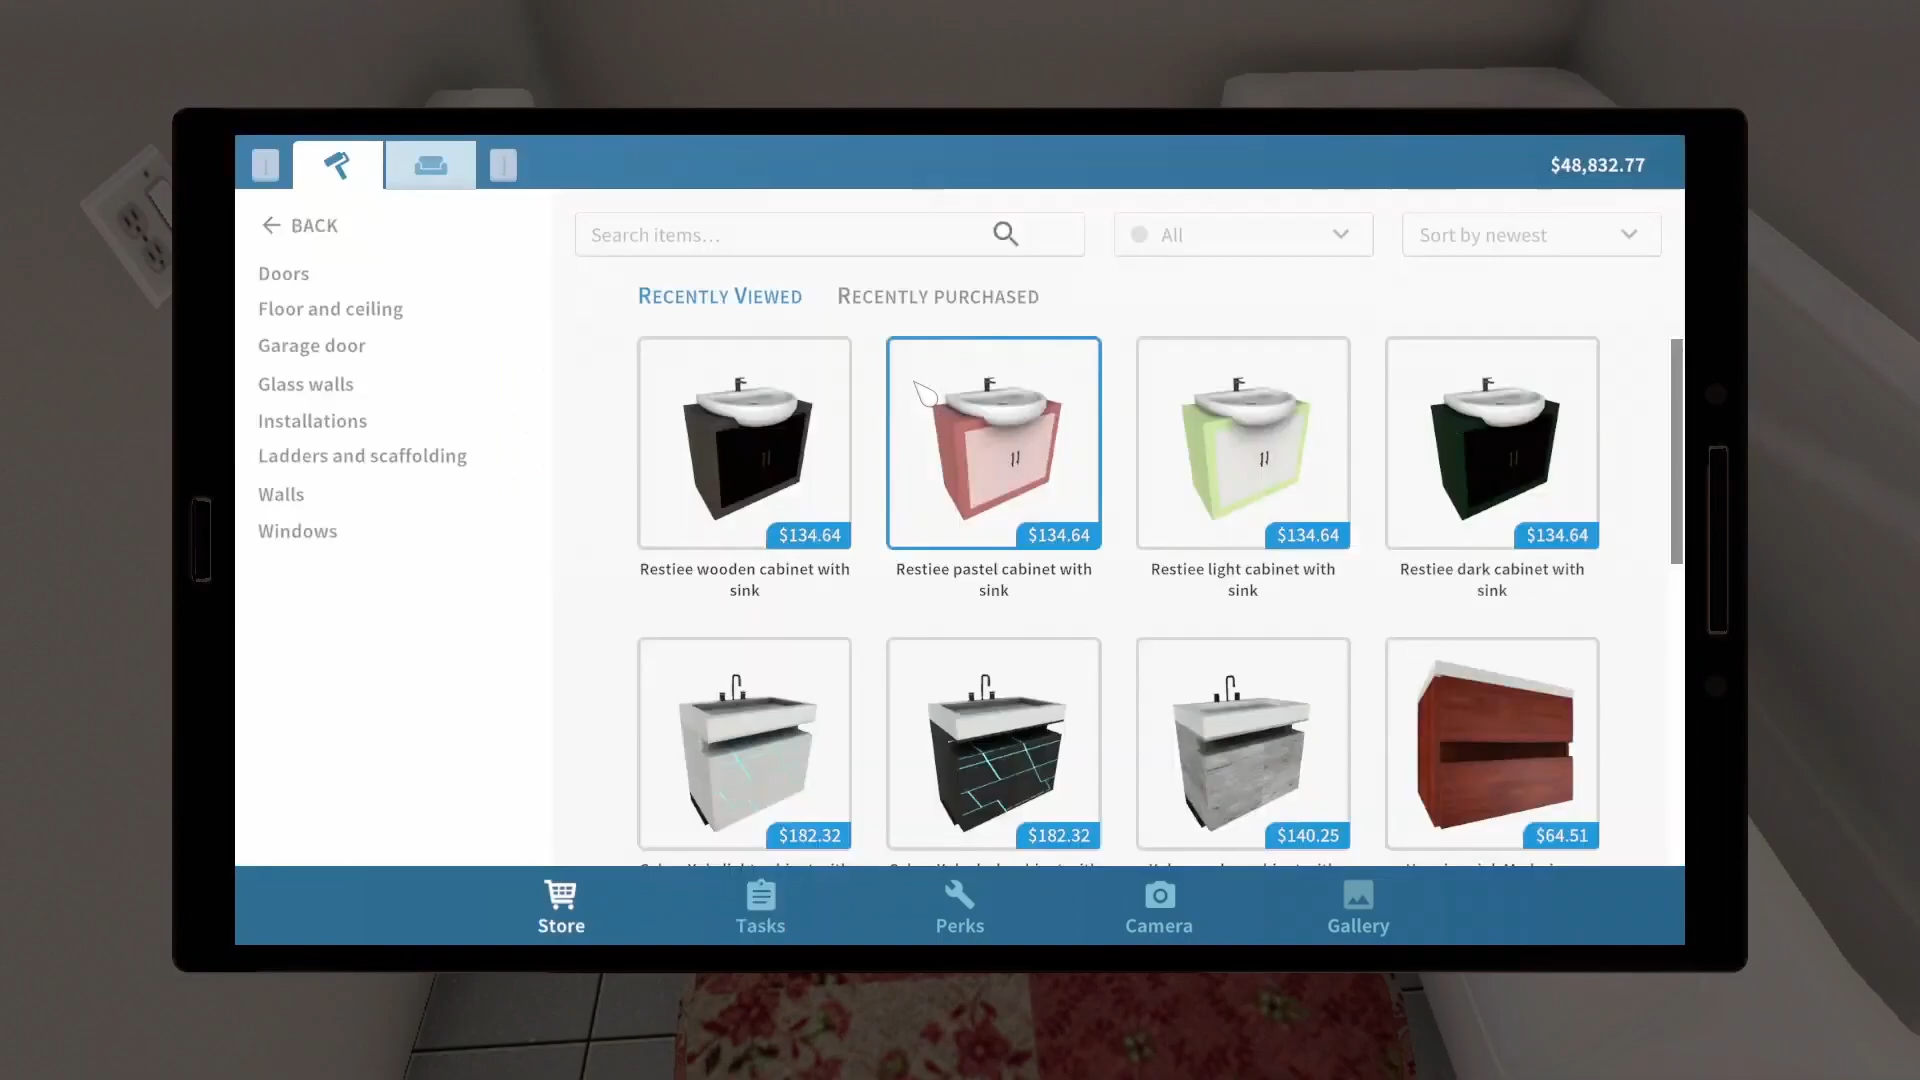 $48,832.77
BACK
Search items...
All
Sort by newest
Doors
Floor and ceiling
Garage door
Glass walls
Installations
Ladders and scaffolding
Walls
Windows
RECENTLY VIEWED
RECENTLY PURCHASED
$134.64
$134.64
$134.64
$134.64
Restiee wooden cabinet with
sink
Restiee pastel cabinet with
sink
Restiee light cabinet with
sink
Restiee dark cabinet with
sink
$182.32
$182.32
$140.25
$64.51
Store
Tasks
Perks
Camera
Gallery